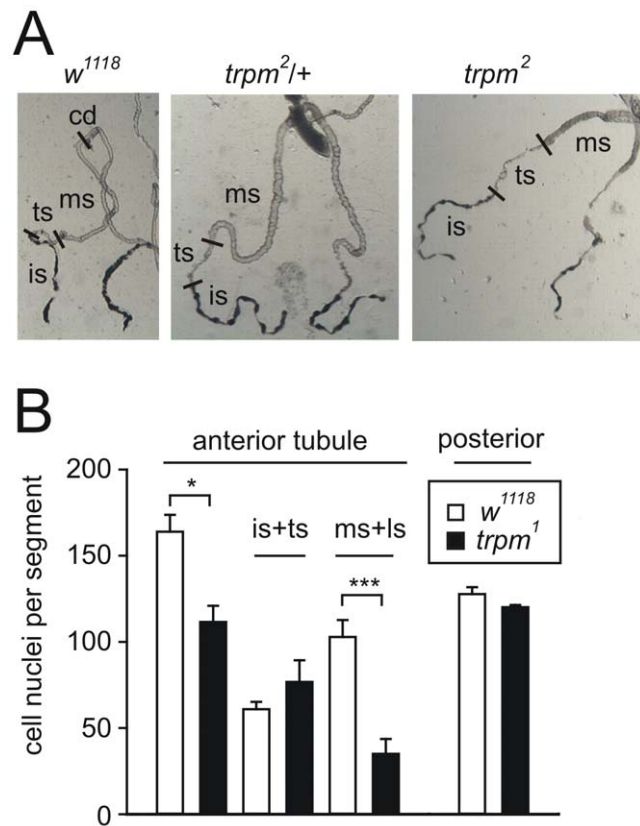 A
w1118
trpm2/+
trpm2
cd
ts
ms
is
ms
ts
is
ms
ts
is
B
anterior tubule
posterior
cell nuclei per segment
200
150
100
50
0
*
is+ts
ms+ls
***
w1118
trpm1